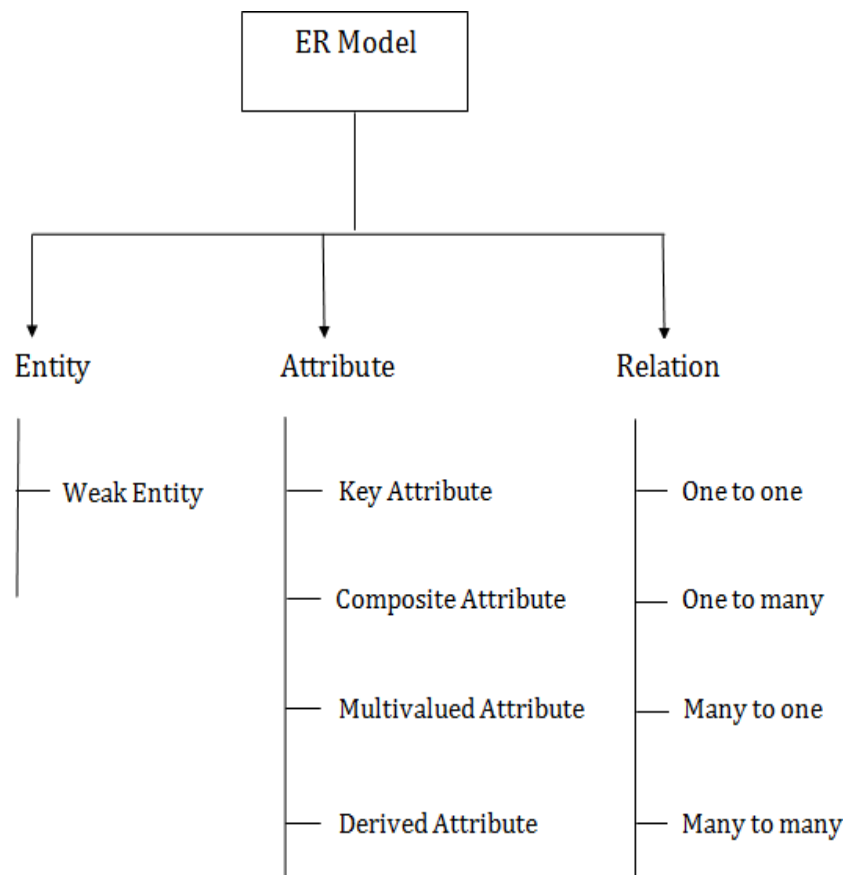 ER Model
Entity
Attribute
Relation
Weak Entity
Key Attribute
One to one
Composite Attribute
One to many
Multivalued Attribute
Many to one
Derived Attribute
Many to many